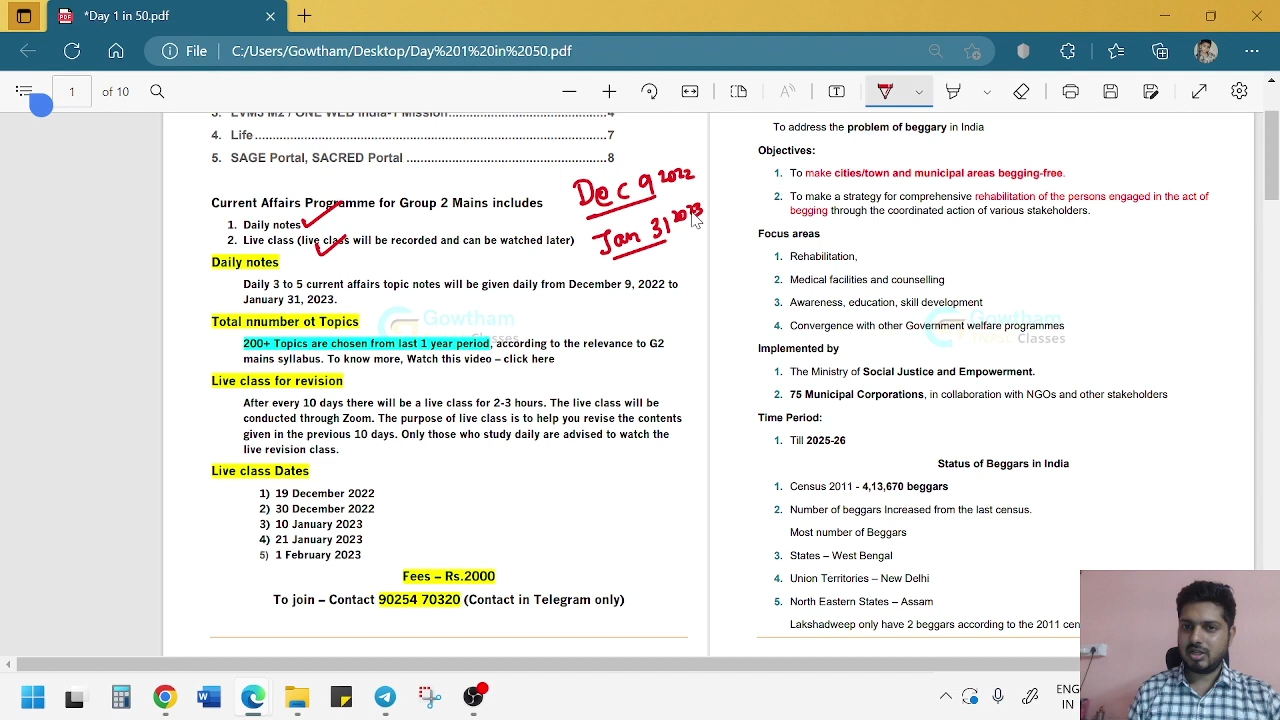 *Day 1 in 50.pdf
File
C:/Users/Gowtham/Desktop/Day%201%20in%2050.pdf
1 of 10
3. EVMS M2 / ONE WEB India-1 Mission 4
4. Life 7
5. SAGE Portal, SACRED Portal 8
Dec 9 2022
Jan 31 2023
Current Affairs Programme for Group 2 Mains includes
1. Daily notes
2. Live class (live class will be recorded and can be watched later)
Daily notes
Daily 3 to 5 current affairs topic notes will be given daily from December 9, 2022 to
January 31, 2023.
Total nnumber ot Topics
200+ Topics are chosen from last 1 year period, according to the relevance to G2
mains syllabus. To know more, Watch this video – click here
Live class for revision
After every 10 days there will be a live class for 2-3 hours. The live class will be
conducted through Zoom. The purpose of live class is to help you revise the contents
given in the previous 10 days. Only those who study daily are advised to watch the
live revision class.
Live class Dates
1) 19 December 2022
2) 30 December 2022
3) 10 January 2023
4) 21 January 2023
5) 1 February 2023
Fees – Rs.2000
To join – Contact 90254 70320 (Contact in Telegram only)
Gowtham
Classes
To address the problem of beggary in India
Objectives:
1. To make cities/town and municipal areas begging-free.
2. To make a strategy for comprehensive rehabilitation of the persons engaged in the act of
begging through the coordinated action of various stakeholders.
Focus areas
1. Rehabilitation,
2. Medical facilities and counselling
3. Awareness, education, skill development
4. Convergence with other Government welfare programmes
Gowtham
Classes
Implemented by
1. The Ministry of Social Justice and Empowerment.
2. 75 Municipal Corporations, in collaboration with NGOs and other stakeholders
Time Period:
1. Till 2025-26
Status of Beggars in India
1. Census 2011 - 4,13,670 beggars
2. Number of beggars Increased from the last census.
Most number of Beggars
3. States – West Bengal
4. Union Territories – New Delhi
5. North Eastern States – Assam
Lakshadweep only have 2 beggars according to the 2011 cen
ENG
IN